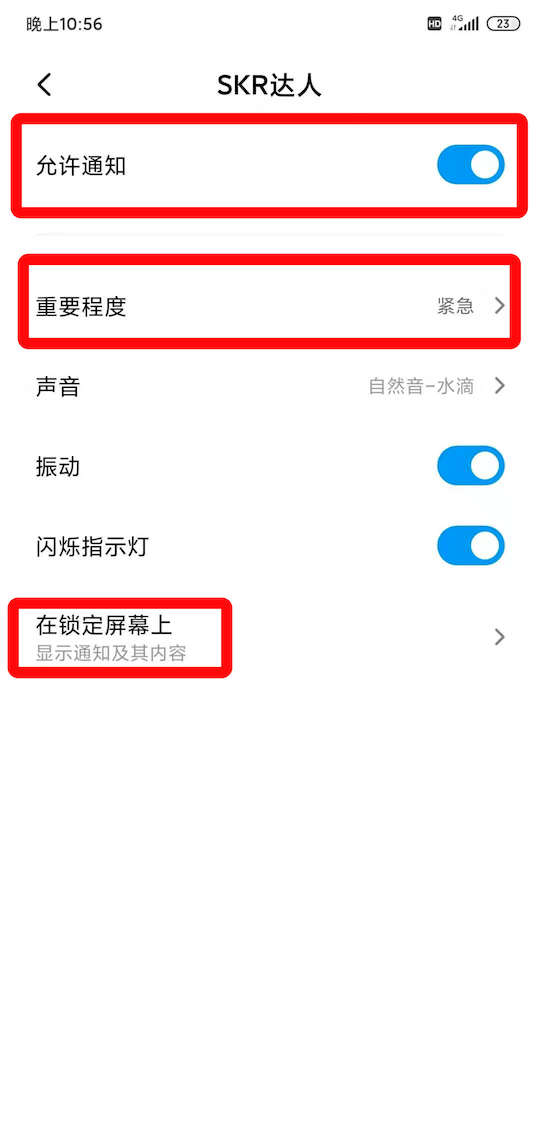 晚上10:56
HD 4G 23
SKR达人
允许通知
重要程度 紧急
声音 自然音-水滴
振动
闪烁指示灯
在锁定屏幕上
显示通知及其内容